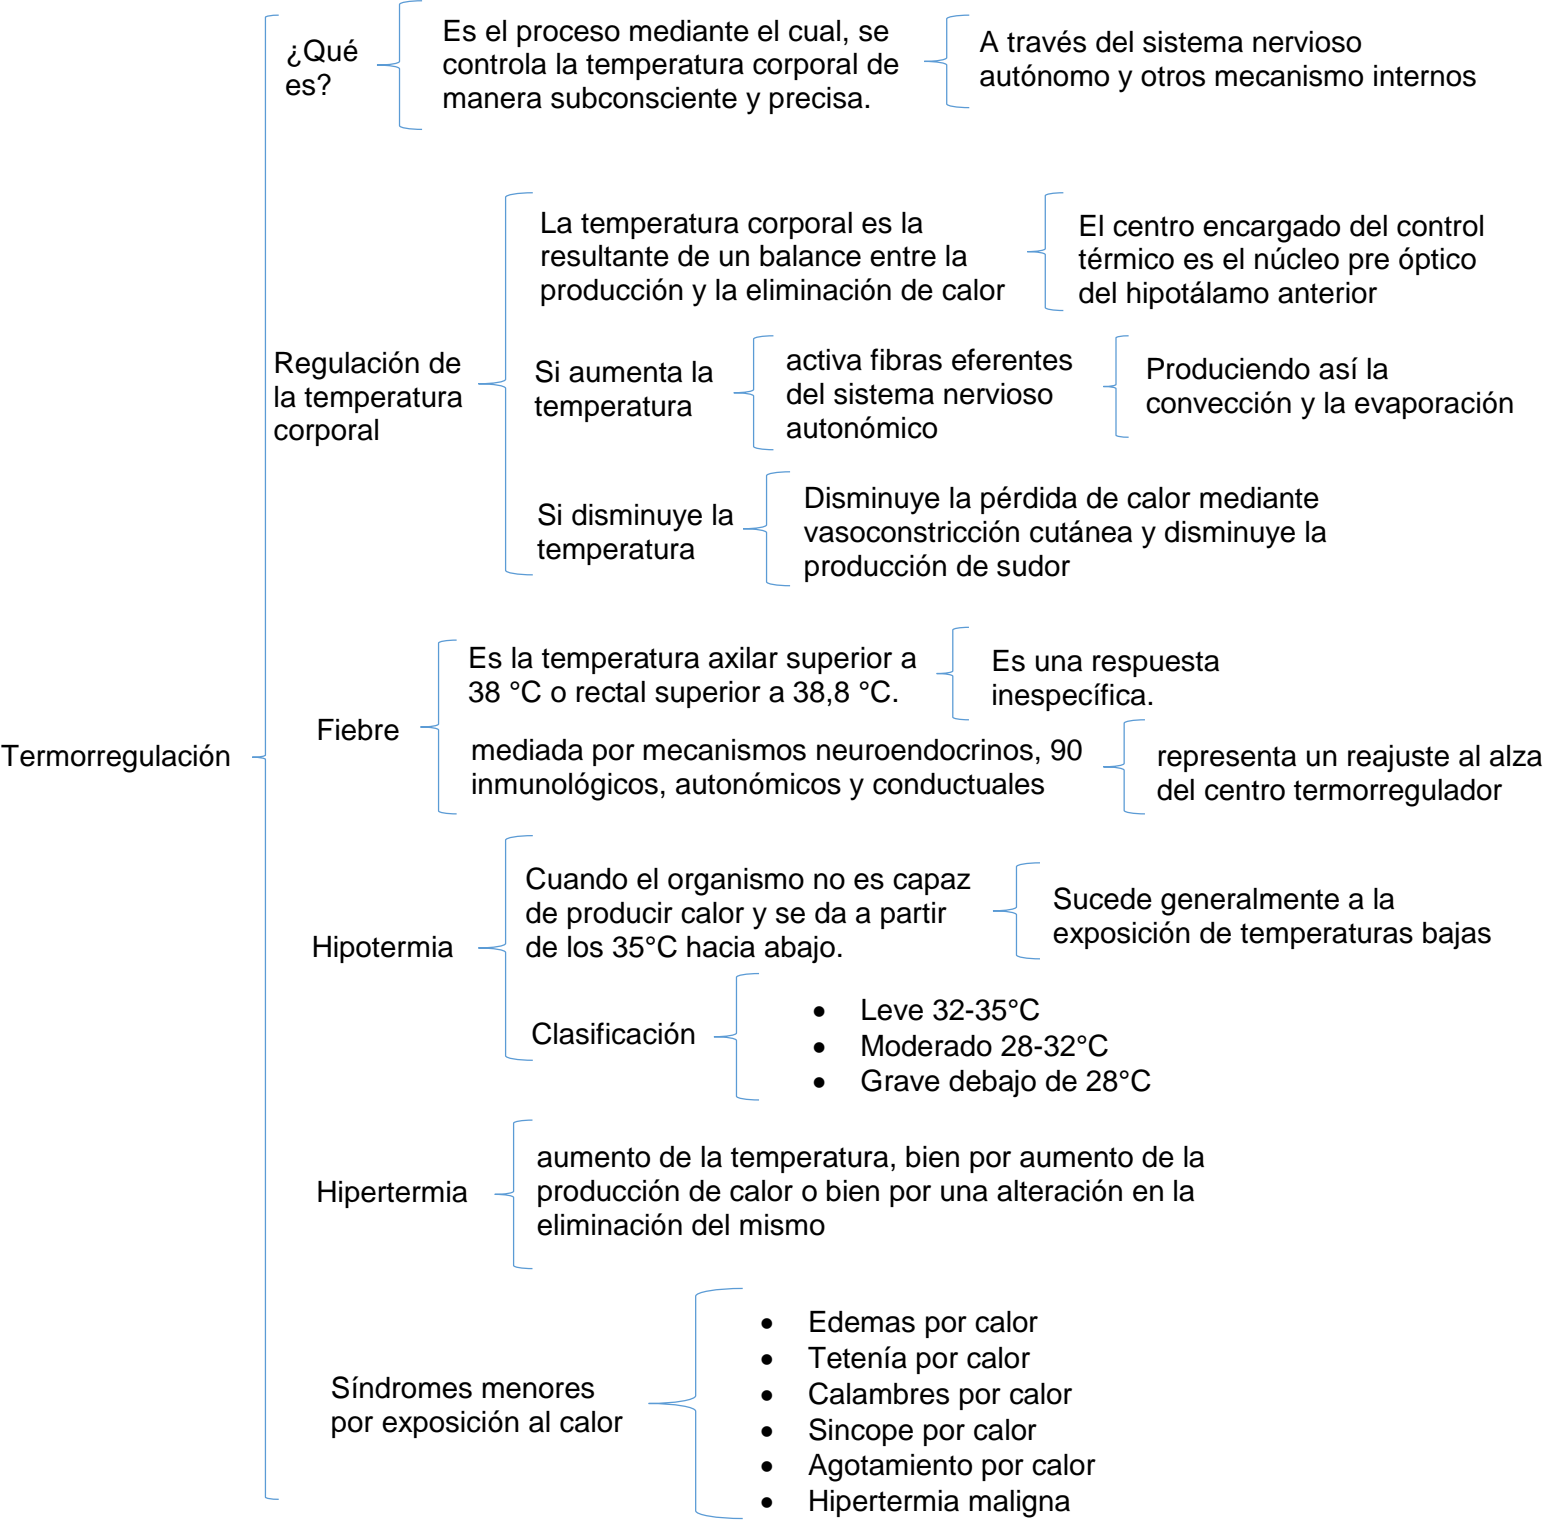 ¿Qué
es?
Es el proceso mediante el cual, se
controla la temperatura corporal de
manera subconsciente y precisa.
A través del sistema nervioso
autónomo y otros mecanismo internos
Regulación de
la temperatura
corporal
La temperatura corporal es la
resultante de un balance entre la
producción y la eliminación de calor
El centro encargado del control
térmico es el núcleo pre óptico
del hipotálamo anterior
Si aumenta la
temperatura
activa fibras eferentes
del sistema nervioso
autonómico
Produciendo así la
convección y la evaporación
Si disminuye la
temperatura
Disminuye la pérdida de calor mediante
vasoconstricción cutánea y disminuye la
producción de sudor
Termorregulación
Fiebre
Es la temperatura axilar superior a
38 °C o rectal superior a 38,8 °C.
Es una respuesta
inespecífica.
mediada por mecanismos neuroendocrinos, 90
inmunológicos, autonómicos y conductuales
representa un reajuste al alza
del centro termorregulador
Hipotermia
Cuando el organismo no es capaz
de producir calor y se da a partir
de los 35°C hacia abajo.
Sucede generalmente a la
exposición de temperaturas bajas
Clasificación
• Leve 32-35°C
• Moderado 28-32°C
• Grave debajo de 28°C
Hipertermia
aumento de la temperatura, bien por aumento de la
producción de calor o bien por una alteración en la
eliminación del mismo
Síndromes menores
por exposición al calor
• Edemas por calor
• Tetenía por calor
• Calambres por calor
• Sincope por calor
• Agotamiento por calor
• Hipertermia maligna